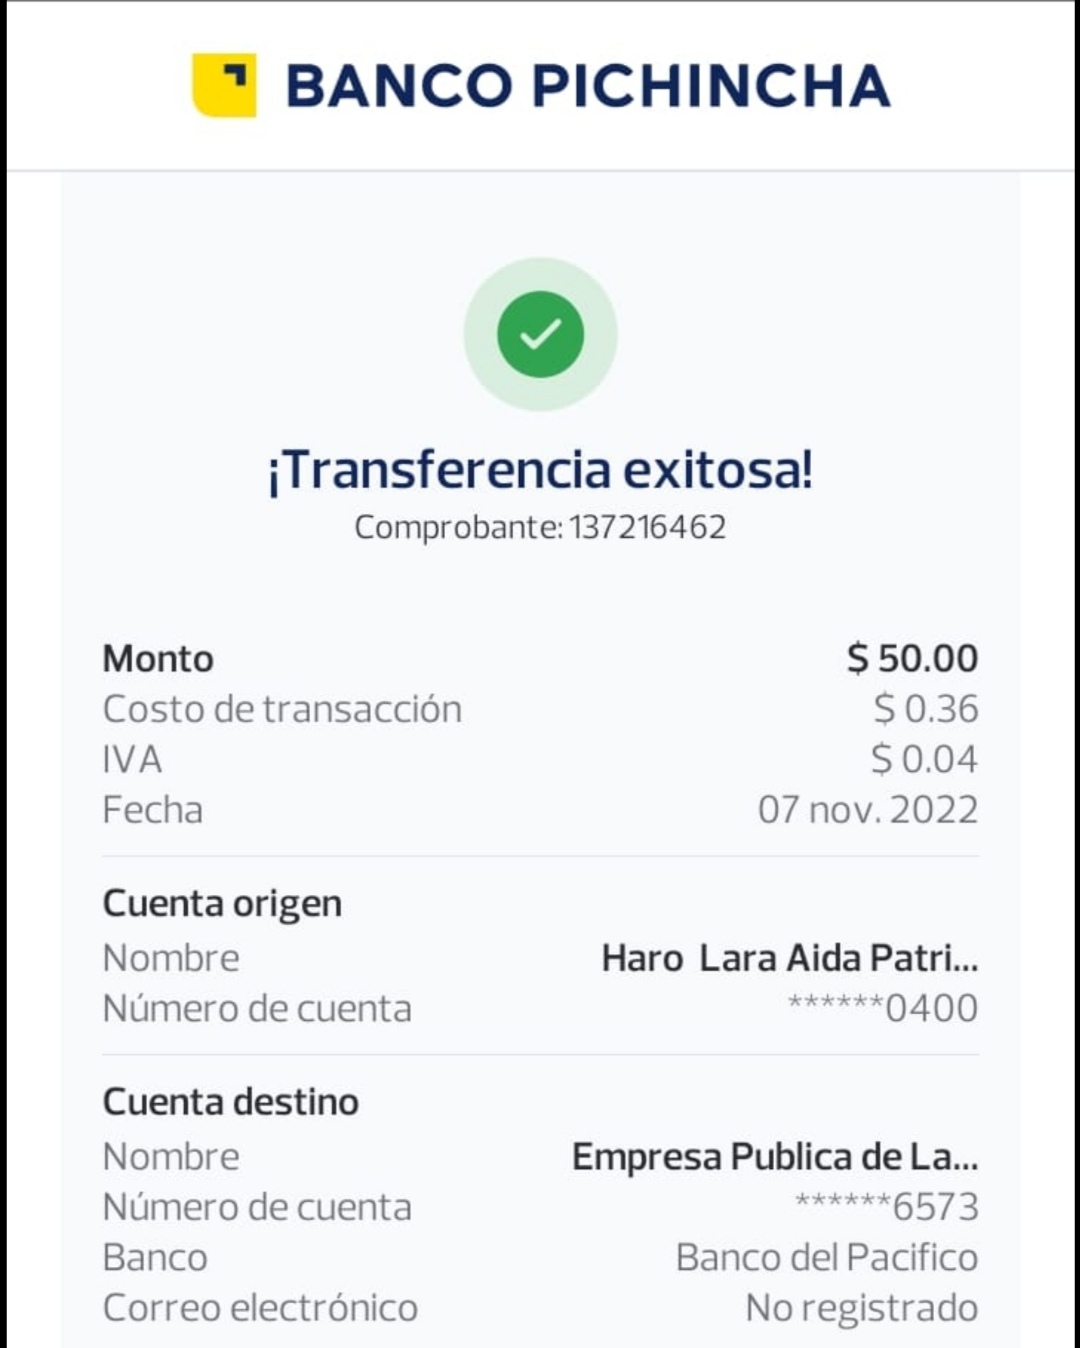 BANCO PICHINCHA
¡Transferencia exitosa!
Comprobante: 137216462
Monto $ 50.00
Costo de transacción $ 0.36
IVA $ 0.04
Fecha 07 nov. 2022
Cuenta origen
Nombre Haro  Lara Aida Patri...
Número de cuenta ******0400
Cuenta destino
Nombre Empresa Publica de La...
Número de cuenta ******6573
Banco Banco del Pacifico
Correo electrónico No registrado